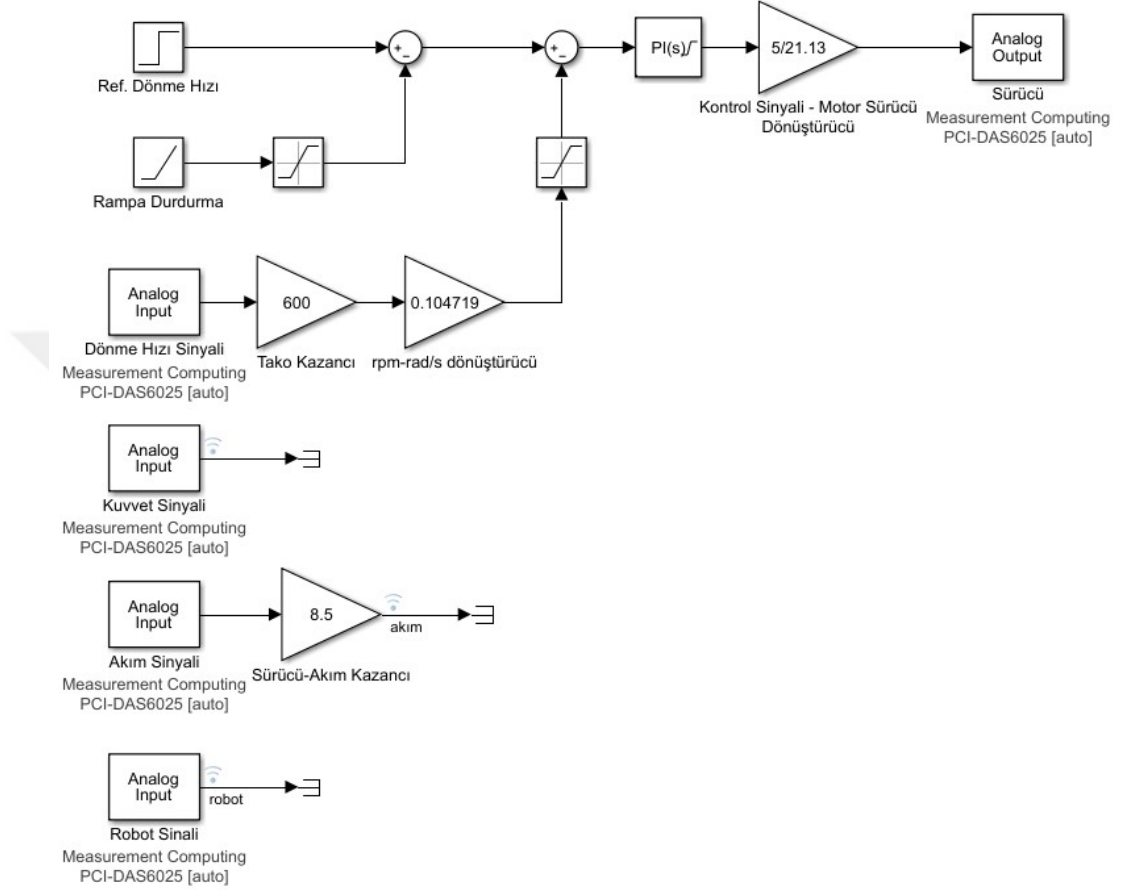 Ref. Dönme Hızı
PI(s)
5/21.13
Kontrol Sinyali - Motor Sürücü
Dönüştürücü
Analog
Output
Sürücü
Measurement Computing
PCI-DAS6025 [auto]
Rampa Durdurma
Analog
Input
Dönme Hızı Sinyali
Measurement Computing
PCI-DAS6025 [auto]
600
Tako Kazancı
0.104719
rpm-rad/s dönüştürücü
Analog
Input
Kuvvet Sinyali
Measurement Computing
PCI-DAS6025 [auto]
Analog
Input
Akım Sinyali
Measurement Computing
PCI-DAS6025 [auto]
8.5
Sürücü-Akım Kazancı
akım
Analog
Input
robot
Robot Sinali
Measurement Computing
PCI-DAS6025 [auto]